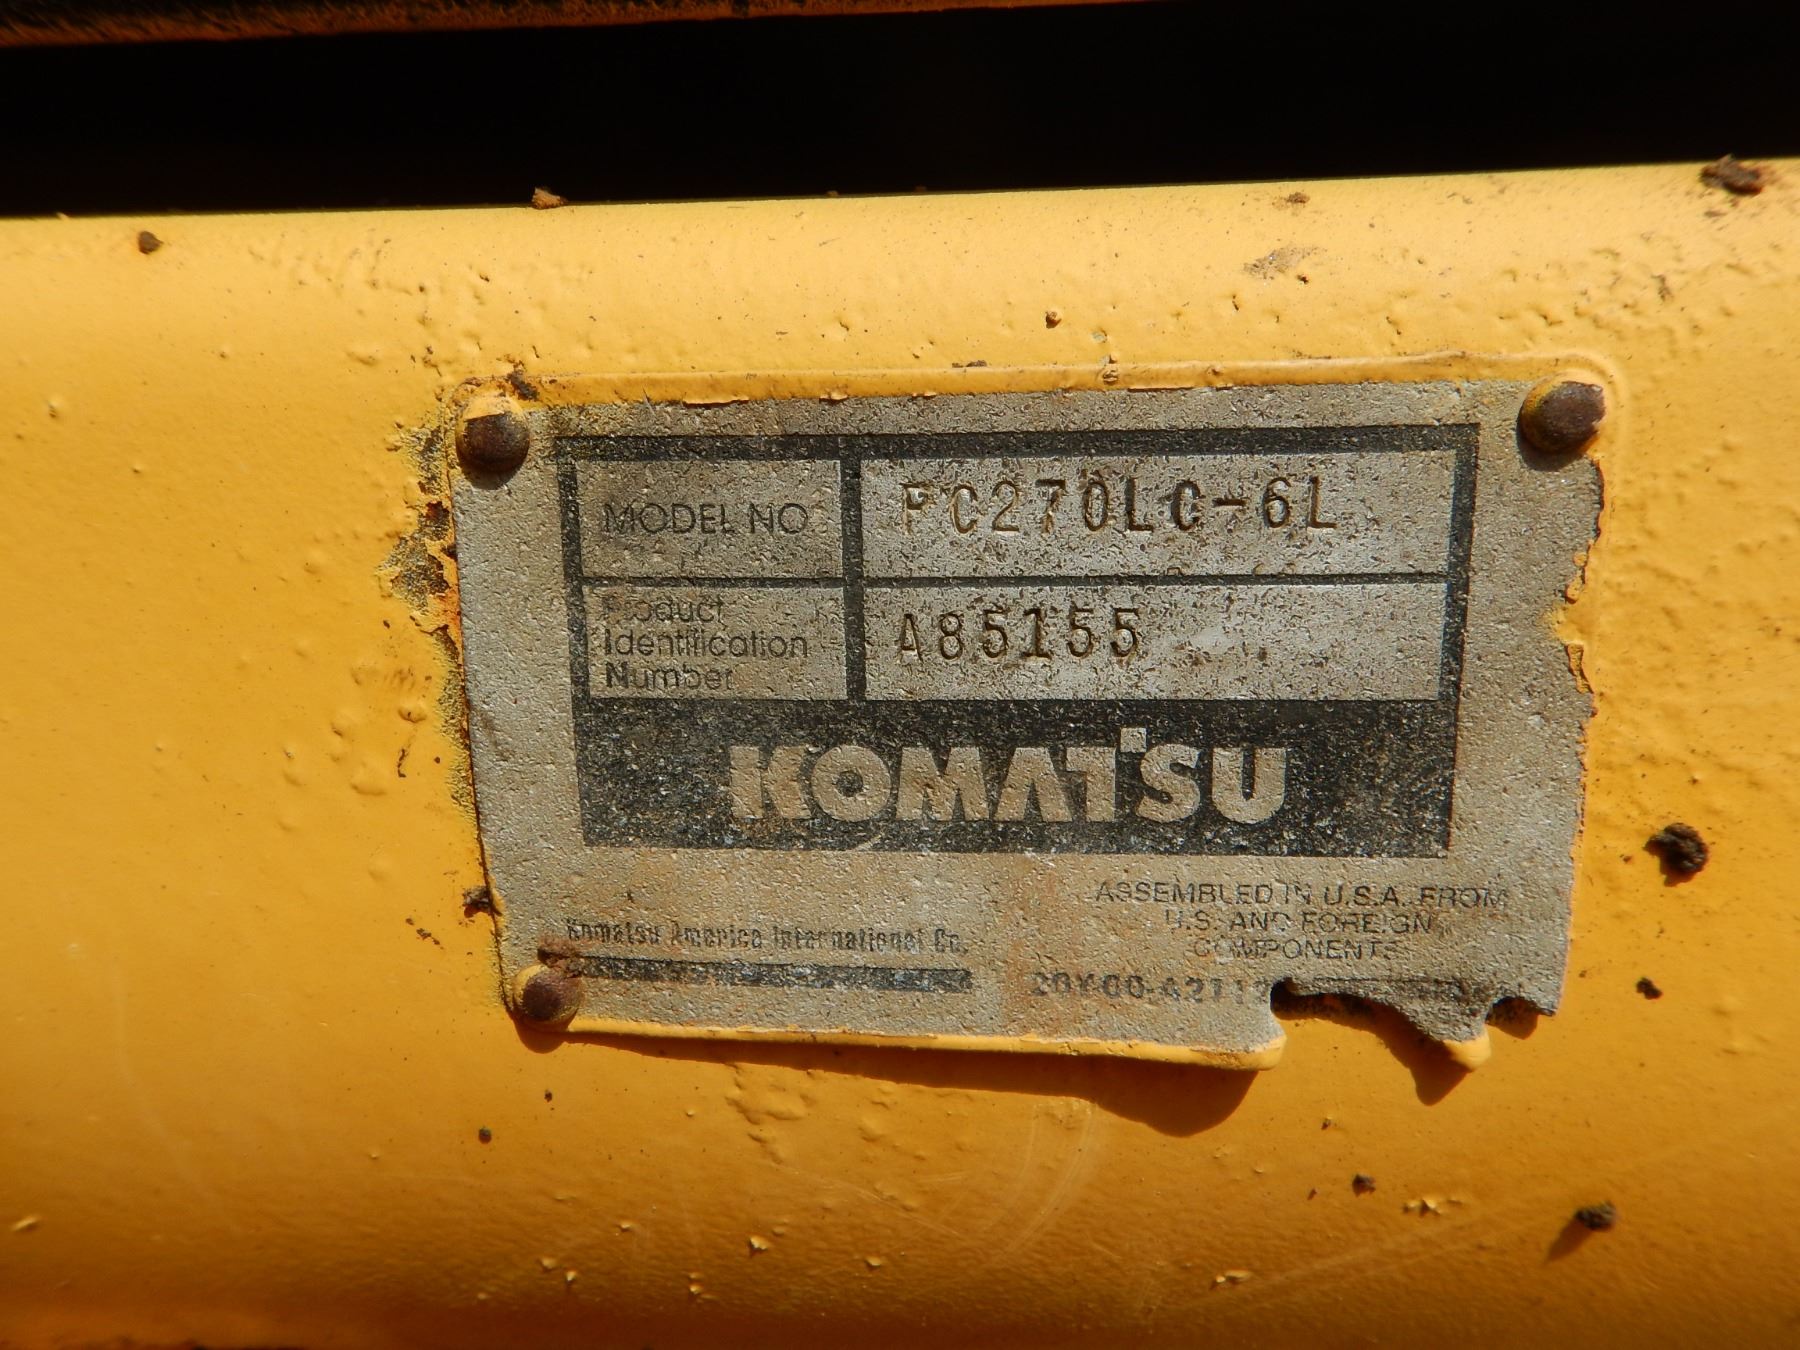 MODEL NO PC270LC-6L
Product
Identification
Number
A85155
KOMATSU
ASSEMBLED IN U.S.A. FROM
U.S. AND FOREIGN
COMPONENTS
Komatsu America International Co.